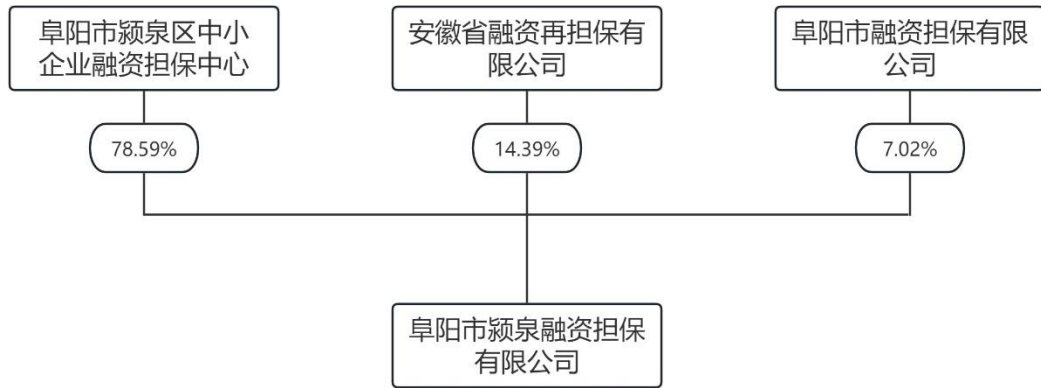 阜阳市颍泉区中小
企业融资担保中心
安徽省融资再担保有
限公司
阜阳市融资担保有限
公司
78.59%
14.39%
7.02%
阜阳市颍泉融资担保
有限公司